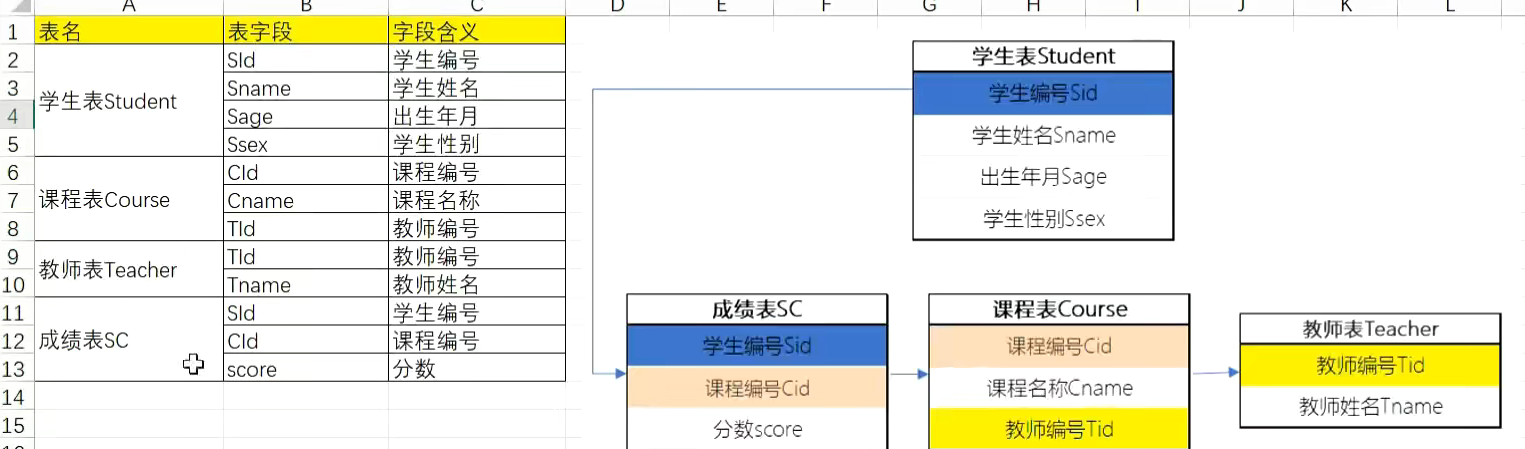 A B C D E F G H I J K L
1 表名 表字段 字段含义
2 SId 学生编号
3 学生表Student Sname 学生姓名
4 Sage 出生年月
5 Ssex 学生性别
6 CId 课程编号
7 课程表Course Cname 课程名称
8 TId 教师编号
9 教师表Teacher TId 教师编号
10 Tname 教师姓名
11 SId 学生编号
12 成绩表SC CId 课程编号
13 score 分数
14
15
学生表Student
学生编号Sid
学生姓名Sname
出生年月Sage
学生性别Ssex
成绩表SC
学生编号Sid
课程编号Cid
分数score
课程表Course
课程编号Cid
课程名称Cname
教师编号Tid
教师表Teacher
教师编号Tid
教师姓名Tname